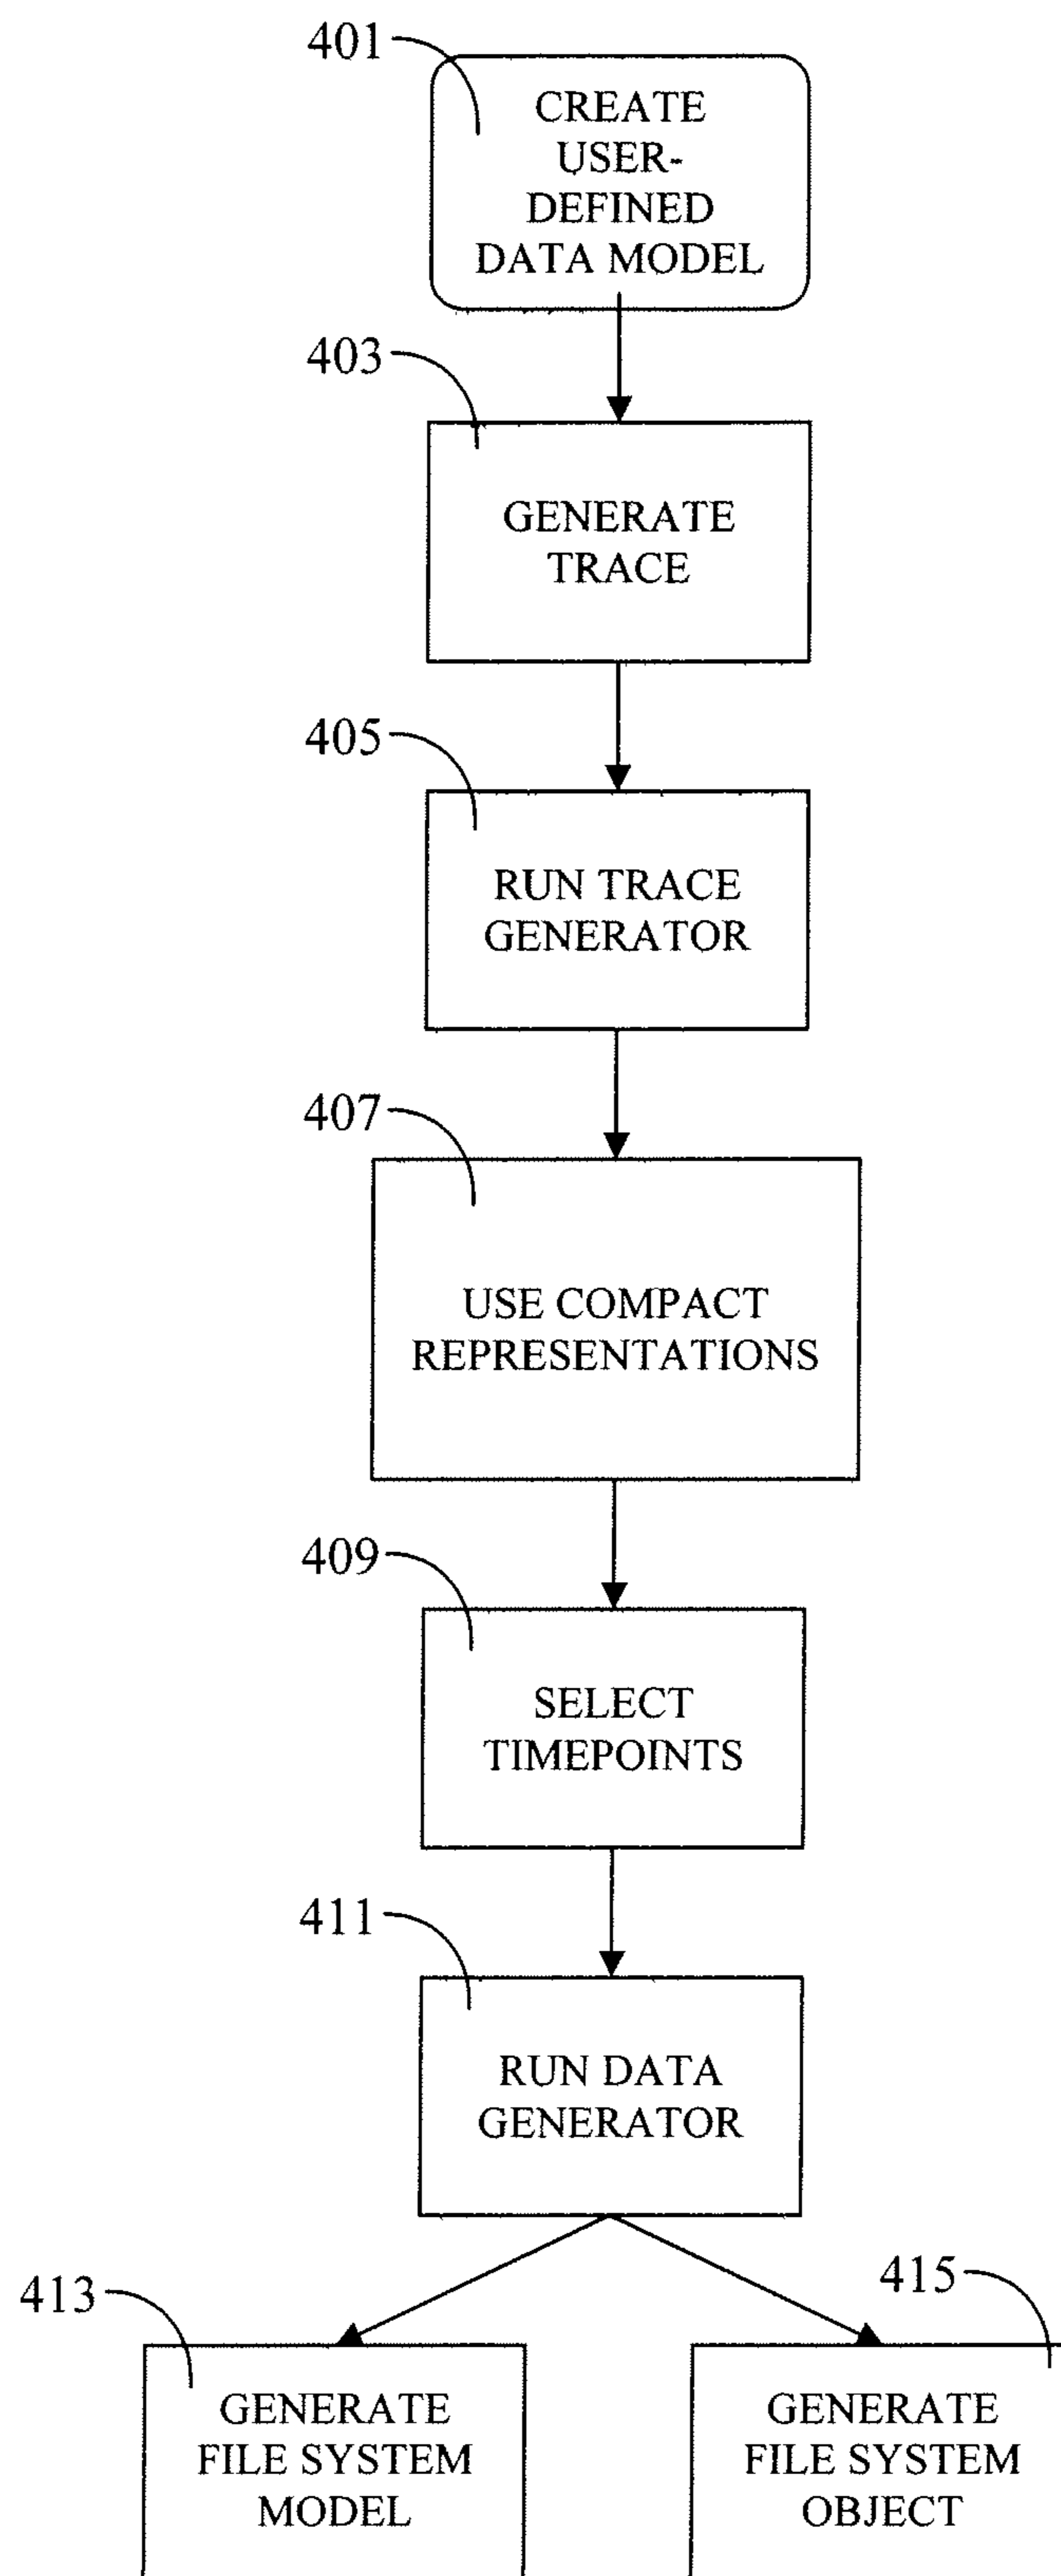 401
CREATE
USER-
DEFINED
DATA MODEL
403
GENERATE
TRACE
405
RUN TRACE
GENERATOR
407
USE COMPACT
REPRESENTATIONS
409
SELECT
TIMEPOINTS
411
RUN DATA
GENERATOR
413
GENERATE
FILE SYSTEM
MODEL
415
GENERATE
FILE SYSTEM
OBJECT